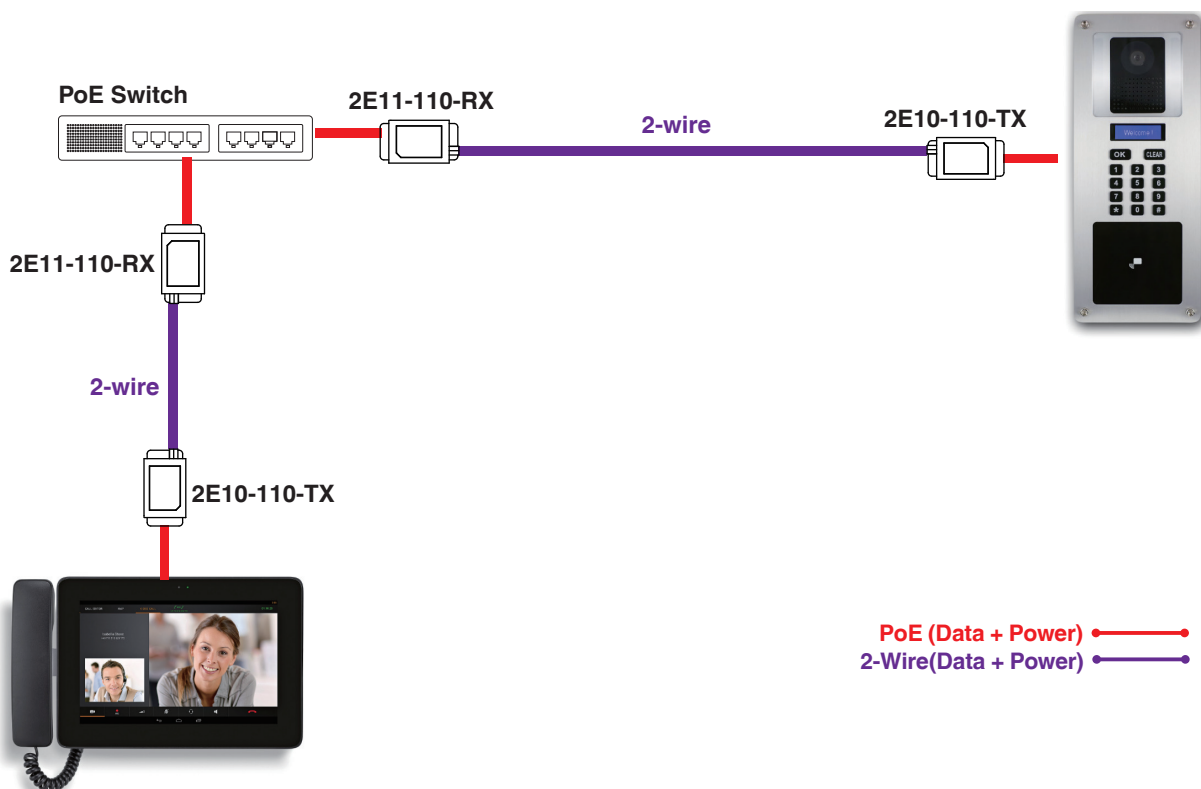 PoE Switch
2E11-110-RX
2-wire
2E10-110-TX
Welcome!
OK CLEAR
1 2 3
4 5 6
7 8 9
* 0 #
2E11-110-RX
2-wire
2E10-110-TX
PoE (Data + Power)
2-Wire(Data + Power)